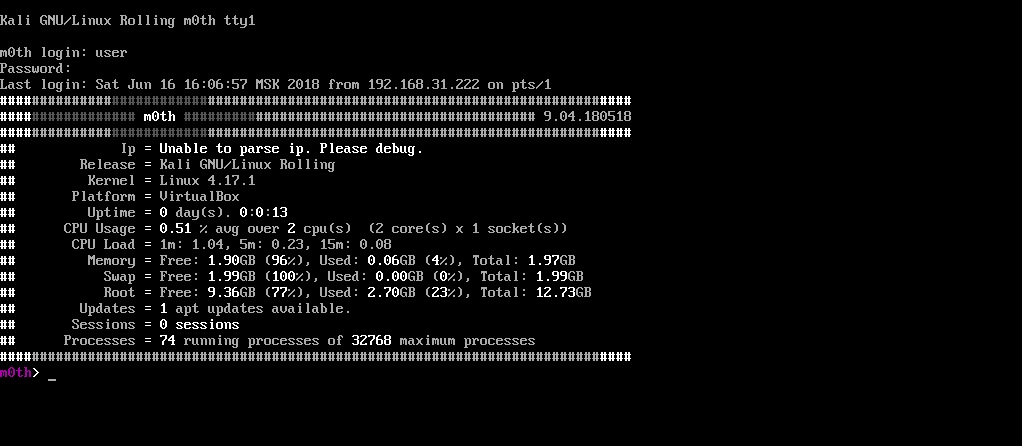 Kali GNU/Linux Rolling m0th tty1
m0th login: user
Password:
Last login: Sat Jun 16 16:06:57 MSK 2018 from 192.168.31.222 on pts/1
###############################################################################
################# m0th ############################################ 9.04.180518
###############################################################################
## Ip = Unable to parse ip. Please debug.
## Release = Kali GNU/Linux Rolling
## Kernel = Linux 4.17.1
## Platform = VirtualBox
## Uptime = 0 day(s). 0:0:13
## CPU Usage = 0.51 % avg over 2 cpu(s) (2 core(s) x 1 socket(s))
## CPU Load = 1m: 1.04, 5m: 0.23, 15m: 0.08
## Memory = Free: 1.90GB (96%), Used: 0.06GB (4%), Total: 1.97GB
## Swap = Free: 1.99GB (100%), Used: 0.00GB (0%), Total: 1.99GB
## Root = Free: 9.36GB (77%), Used: 2.70GB (23%), Total: 12.73GB
## Updates = 1 apt updates available.
## Sessions = 0 sessions
## Processes = 74 running processes of 32768 maximum processes
###############################################################################
m0th> _